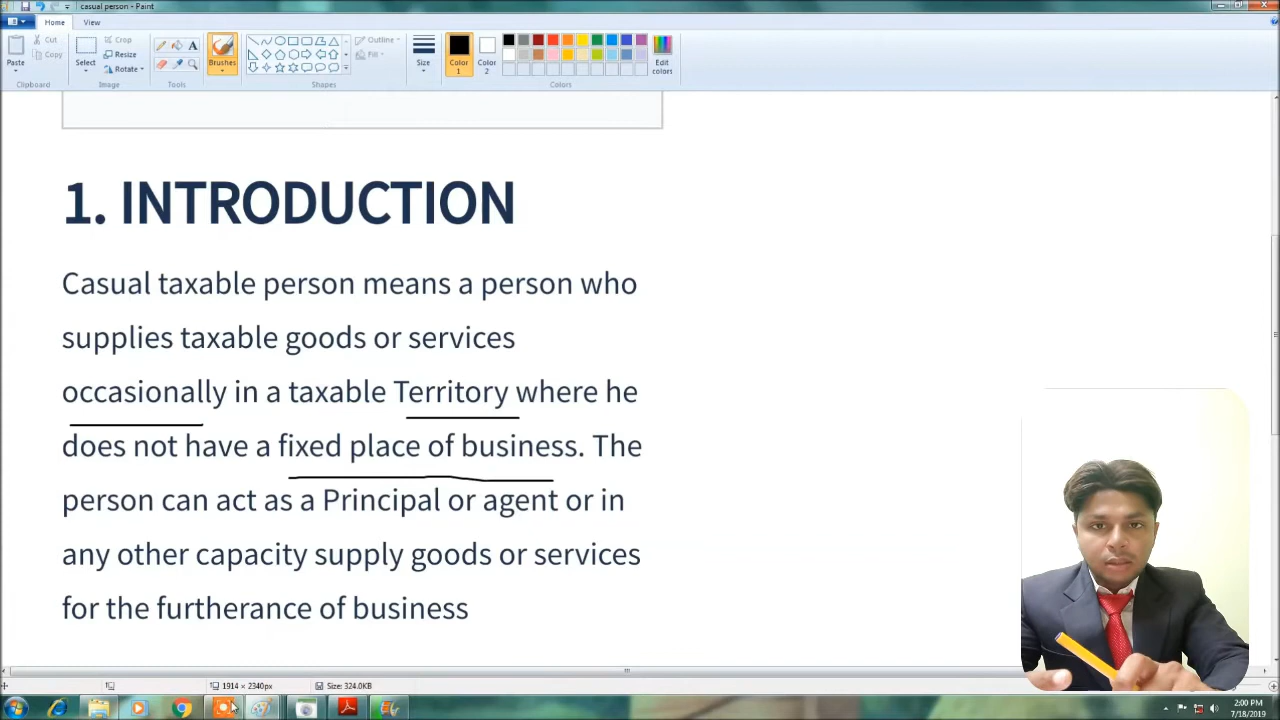 casual person - Paint
Home View
Cut
Copy
Paste
Clipboard
Select
Crop
Resize
Rotate
Image
A
Tools
Brushes
Outline
Fill
Shapes
Size
Color 1
Color 2
Edit colors
Colors
1. INTRODUCTION
Casual taxable person means a person who
supplies taxable goods or services
occasionally in a taxable Territory where he
does not have a fixed place of business. The
person can act as a Principal or agent or in
any other capacity supply goods or services
for the furtherance of business
1914 × 2340px
Size: 324.0KB
2:00 PM
7/18/2019